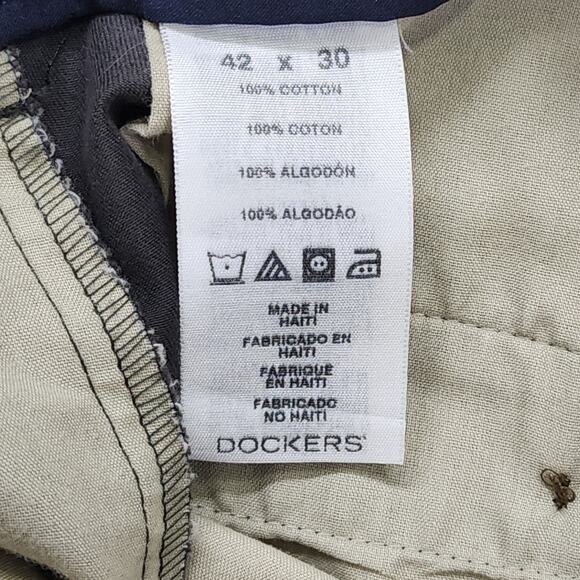 42 x 30
100% COTTON
100% COTON
100% ALGODÓN
100% ALGODÃO
MADE IN
HAITI
FABRICADO EN
HAITI
FABRIQUÉ
EN HAITI
FABRICADO
NO HAITI
DOCKERS®